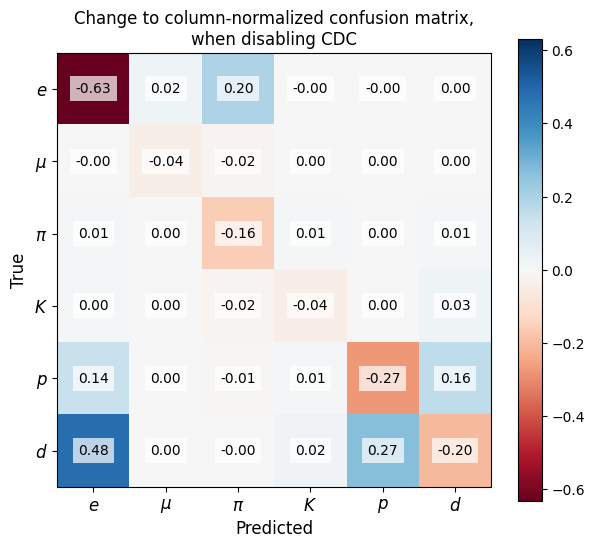 Change to column-normalized confusion matrix,
when disabling CDC
e -0.63 0.02 0.20 -0.00 -0.00 0.00
μ -0.00 -0.04 -0.02 0.00 0.00 0.00
π 0.01 0.00 -0.16 0.01 0.00 0.01
K 0.00 0.00 -0.02 -0.04 0.00 0.03
p 0.14 0.00 -0.01 0.01 -0.27 0.16
d 0.48 0.00 -0.00 0.02 0.27 -0.20
e μ π K p d
Predicted
True
0.6
0.4
0.2
0.0
−0.2
−0.4
−0.6